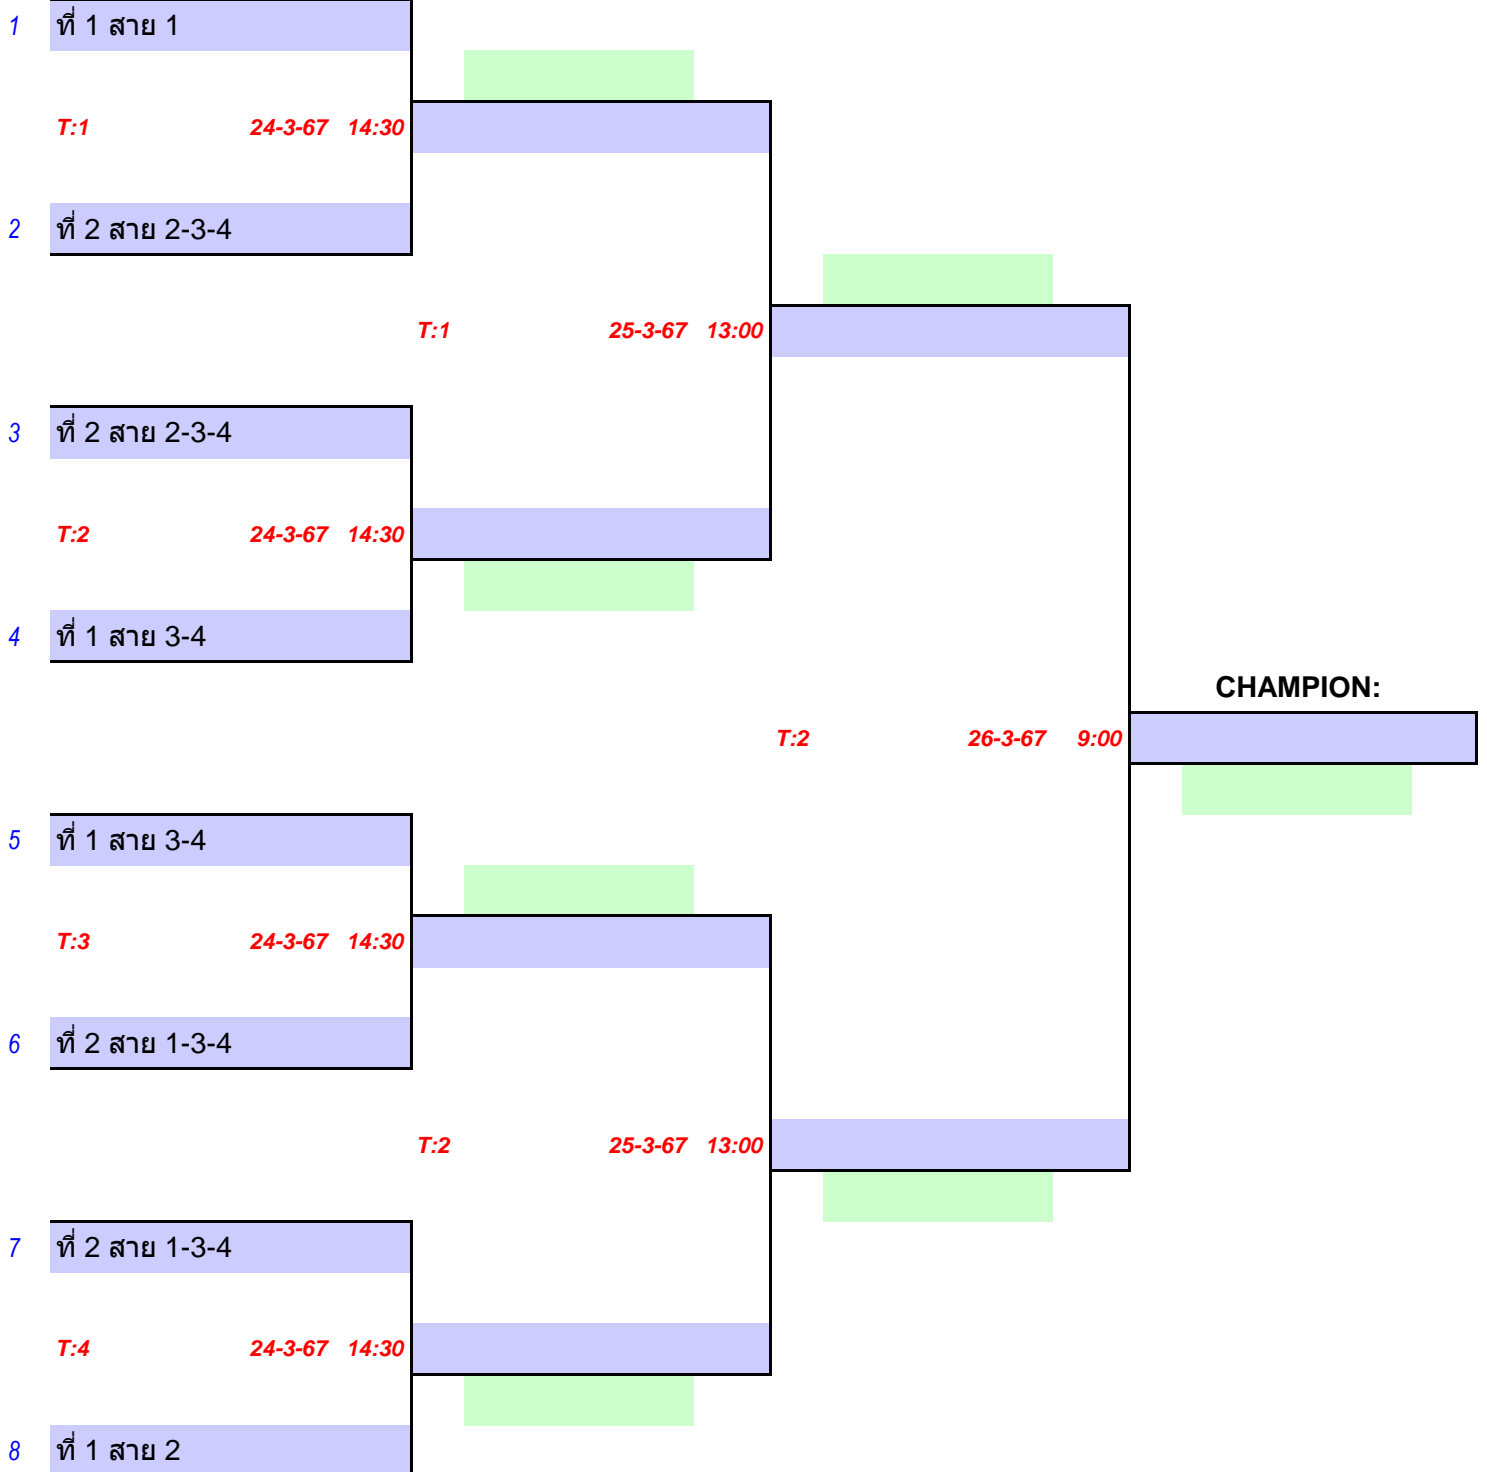 1 ที่ 1 สาย 1
T:1 24-3-67 14:30
2 ที่ 2 สาย 2-3-4
T:1 25-3-67 13:00
3 ที่ 2 สาย 2-3-4
T:2 24-3-67 14:30
4 ที่ 1 สาย 3-4
CHAMPION:
T:2 26-3-67 9:00
5 ที่ 1 สาย 3-4
T:3 24-3-67 14:30
6 ที่ 2 สาย 1-3-4
T:2 25-3-67 13:00
7 ที่ 2 สาย 1-3-4
T:4 24-3-67 14:30
8 ที่ 1 สาย 2